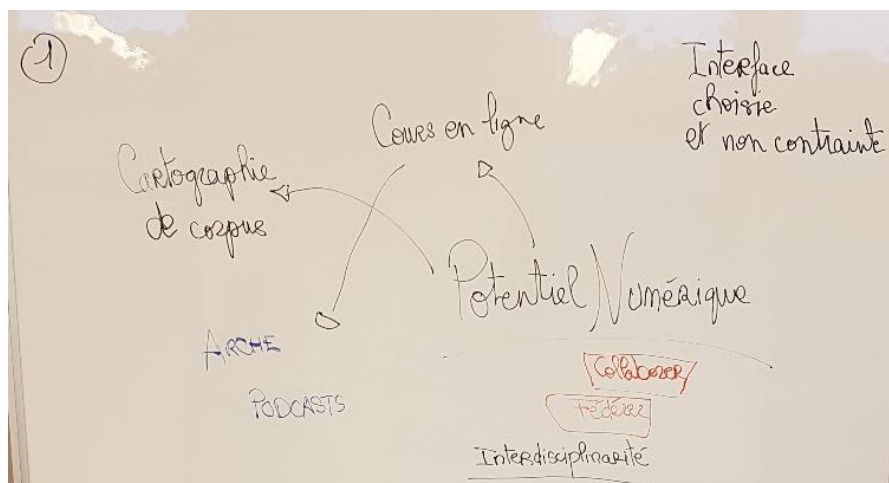 1
Interface
choisie
et non contrainte
Cours en ligne
Cartographie
de corpus
Potentiel Numérique
ARCHE
PODCASTS
Collaborer
Fédérer
Interdisciplinarité